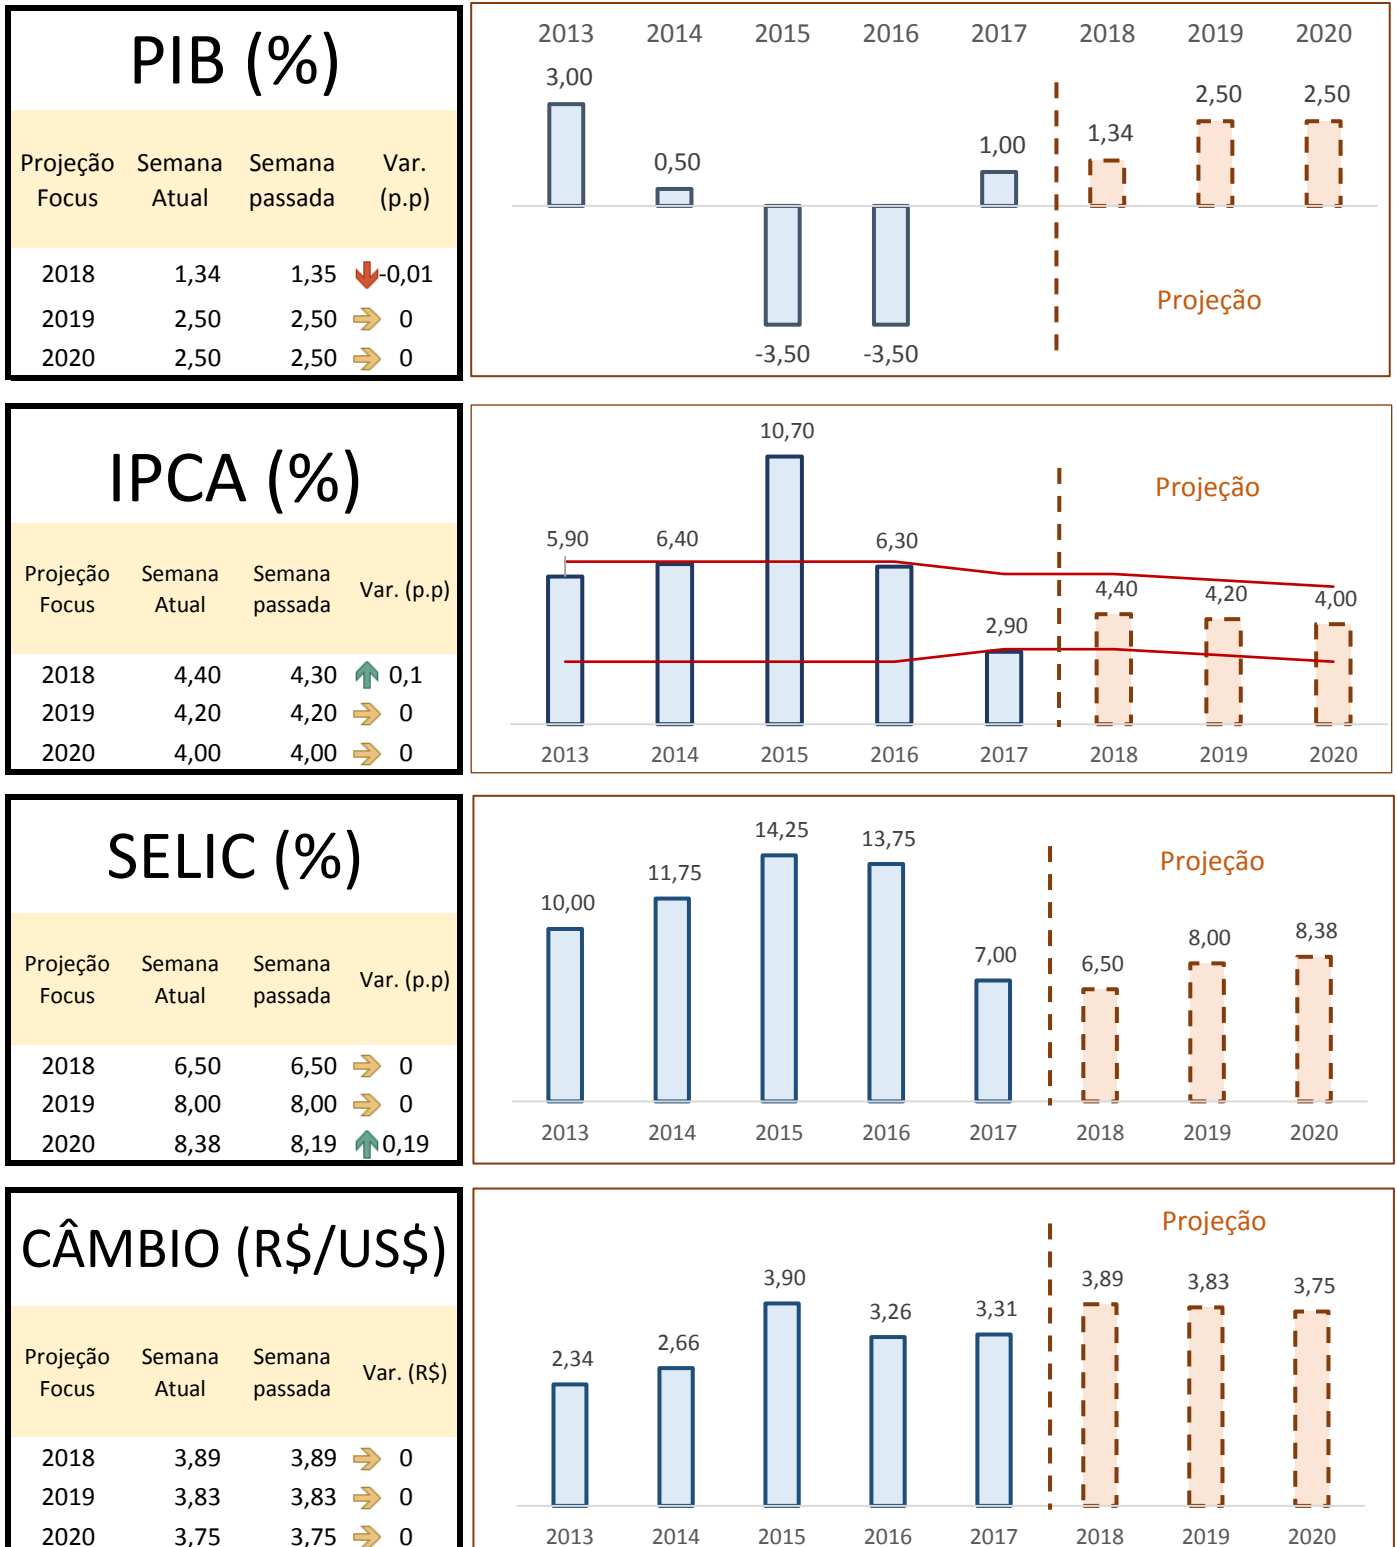 PIB (%)
Projeção Semana Semana Var.
Focus Atual passada (p.p)
2018 1,34 1,35 -0,01
2019 2,50 2,50 0
2020 2,50 2,50 0
2013 2014 2015 2016 2017 2018 2019 2020
3,00 0,50 -3,50 -3,50 1,00 1,34 2,50 2,50
Projeção
IPCA (%)
Projeção Semana Semana Var. (p.p)
Focus Atual passada
2018 4,40 4,30 0,1
2019 4,20 4,20 0
2020 4,00 4,00 0
Projeção
5,90 6,40 10,70 6,30 2,90 4,40 4,20 4,00
2013 2014 2015 2016 2017 2018 2019 2020
SELIC (%)
Projeção Semana Semana Var. (p.p)
Focus Atual passada
2018 6,50 6,50 0
2019 8,00 8,00 0
2020 8,38 8,19 0,19
Projeção
10,00 11,75 14,25 13,75 7,00 6,50 8,00 8,38
2013 2014 2015 2016 2017 2018 2019 2020
CÂMBIO (R$/US$)
Projeção Semana Semana Var. (R$)
Focus Atual passada
2018 3,89 3,89 0
2019 3,83 3,83 0
2020 3,75 3,75 0
Projeção
2,34 2,66 3,90 3,26 3,31 3,89 3,83 3,75
2013 2014 2015 2016 2017 2018 2019 2020